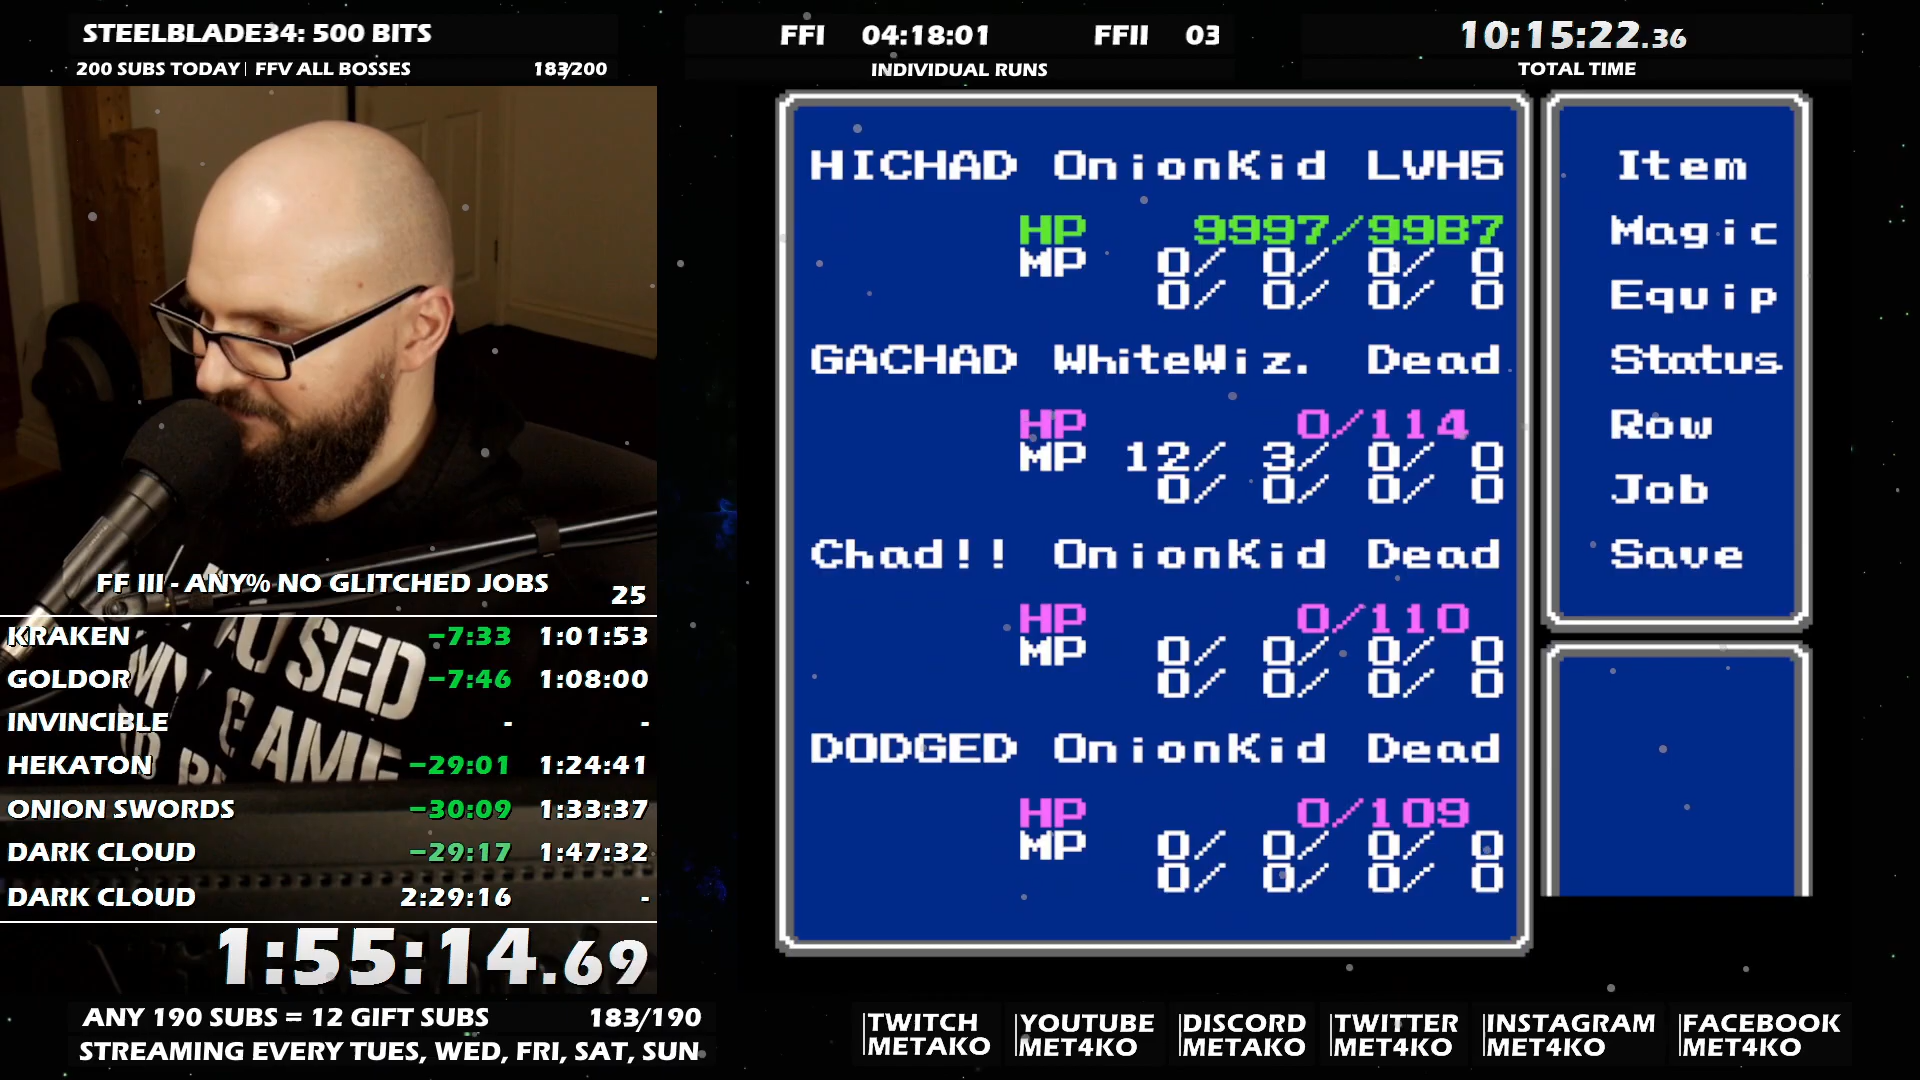 STEELBLADE34: 500 BITS
200 SUBS TODAY | FFV ALL BOSSES 183/200
FFI 04:18:01 FFII 03
INDIVIDUAL RUNS
10:15:22.36
TOTAL TIME
HICHAD OnionKid LVH5
HP 9997/99B7
MP 0/ 0/ 0/ 0
0/ 0/ 0/ 0
GACHAD WhiteWiz. Dead
HP 0/114
MP 12/ 3/ 0/ 0
0/ 0/ 0/ 0
Chad!! OnionKid Dead
HP 0/110
MP 0/ 0/ 0/ 0
0/ 0/ 0/ 0
DODGED OnionKid Dead
HP 0/109
MP 0/ 0/ 0/ 0
0/ 0/ 0/ 0
Item
Magic
Equip
Status
Row
Job
Save
FF III - ANY% NO GLITCHED JOBS
25
KRAKEN -7:33 1:01:53
GOLDOR -7:46 1:08:00
INVINCIBLE - -
HEKATON -29:01 1:24:41
ONION SWORDS -30:09 1:33:37
DARK CLOUD -29:17 1:47:32
DARK CLOUD 2:29:16 -
1:55:14.69
PAUSED
MY GAME
ANY 190 SUBS = 12 GIFT SUBS 183/190
STREAMING EVERY TUES, WED, FRI, SAT, SUN
TWITCH
METAKO
YOUTUBE
MET4KO
DISCORD
METAKO
TWITTER
MET4KO
INSTAGRAM
MET4KO
FACEBOOK
MET4KO